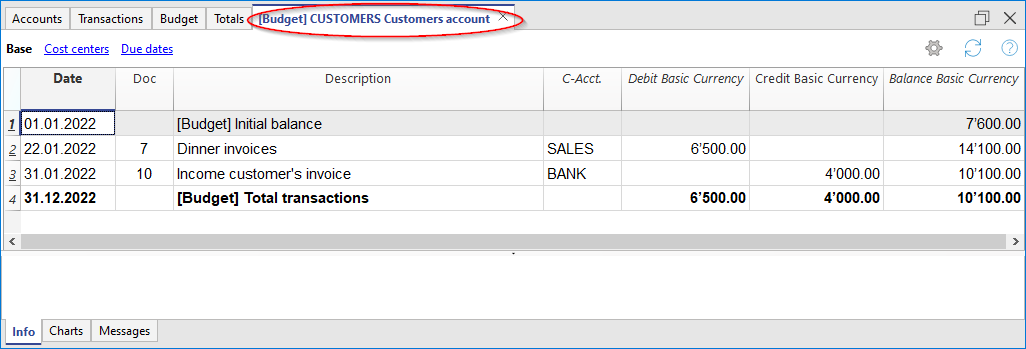 Accounts Transactions Budget Totals [Budget] CUSTOMERS Customers account
Base Cost centers Due dates
Date Doc Description C-Acct. Debit Basic Currency Credit Basic Currency Balance Basic Currency
1 01.01.2022 [Budget] Initial balance 7'600.00
2 22.01.2022 7 Dinner invoices SALES 6'500.00 14'100.00
3 31.01.2022 10 Income customer's invoice BANK 4'000.00 10'100.00
4 31.12.2022 [Budget] Total transactions 6'500.00 4'000.00 10'100.00
Info Charts Messages